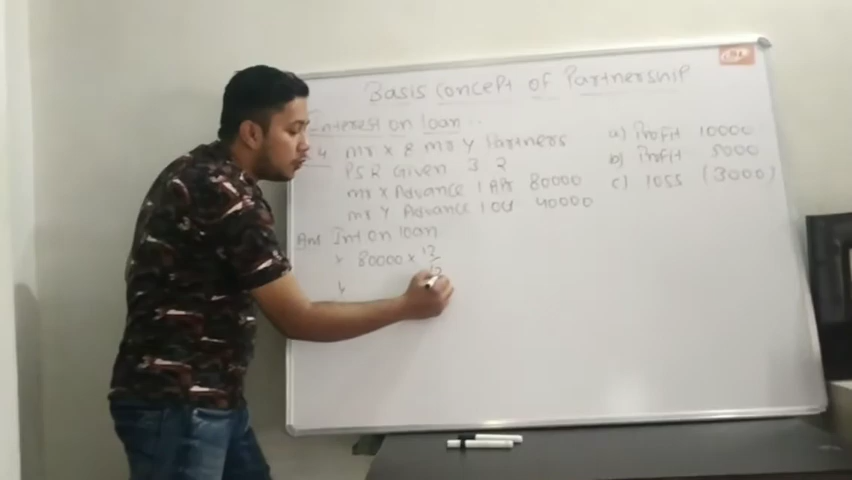 Basis Concept of Partnership
Interest on loan :-
4 Mr X & Mr Y Partners
PSR Given 3 2
Mr X Advance 1 Apr 80000
Mr Y Advance 1 Oct 40000
a) Profit 10000
b) Profit 5000
c) loss (3000)
Ans Int on loan
x 80000 x 12
12
y